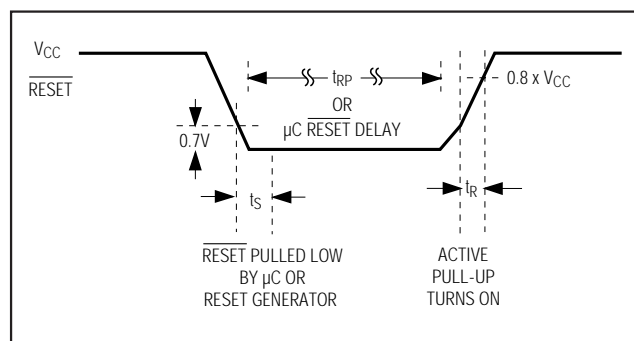 VCC
RESET
tRP
OR
µC RESET DELAY
0.8 x VCC
0.7V
tS
tR
RESET PULLED LOW
BY µC OR
RESET GENERATOR
ACTIVE
PULL-UP
TURNS ON